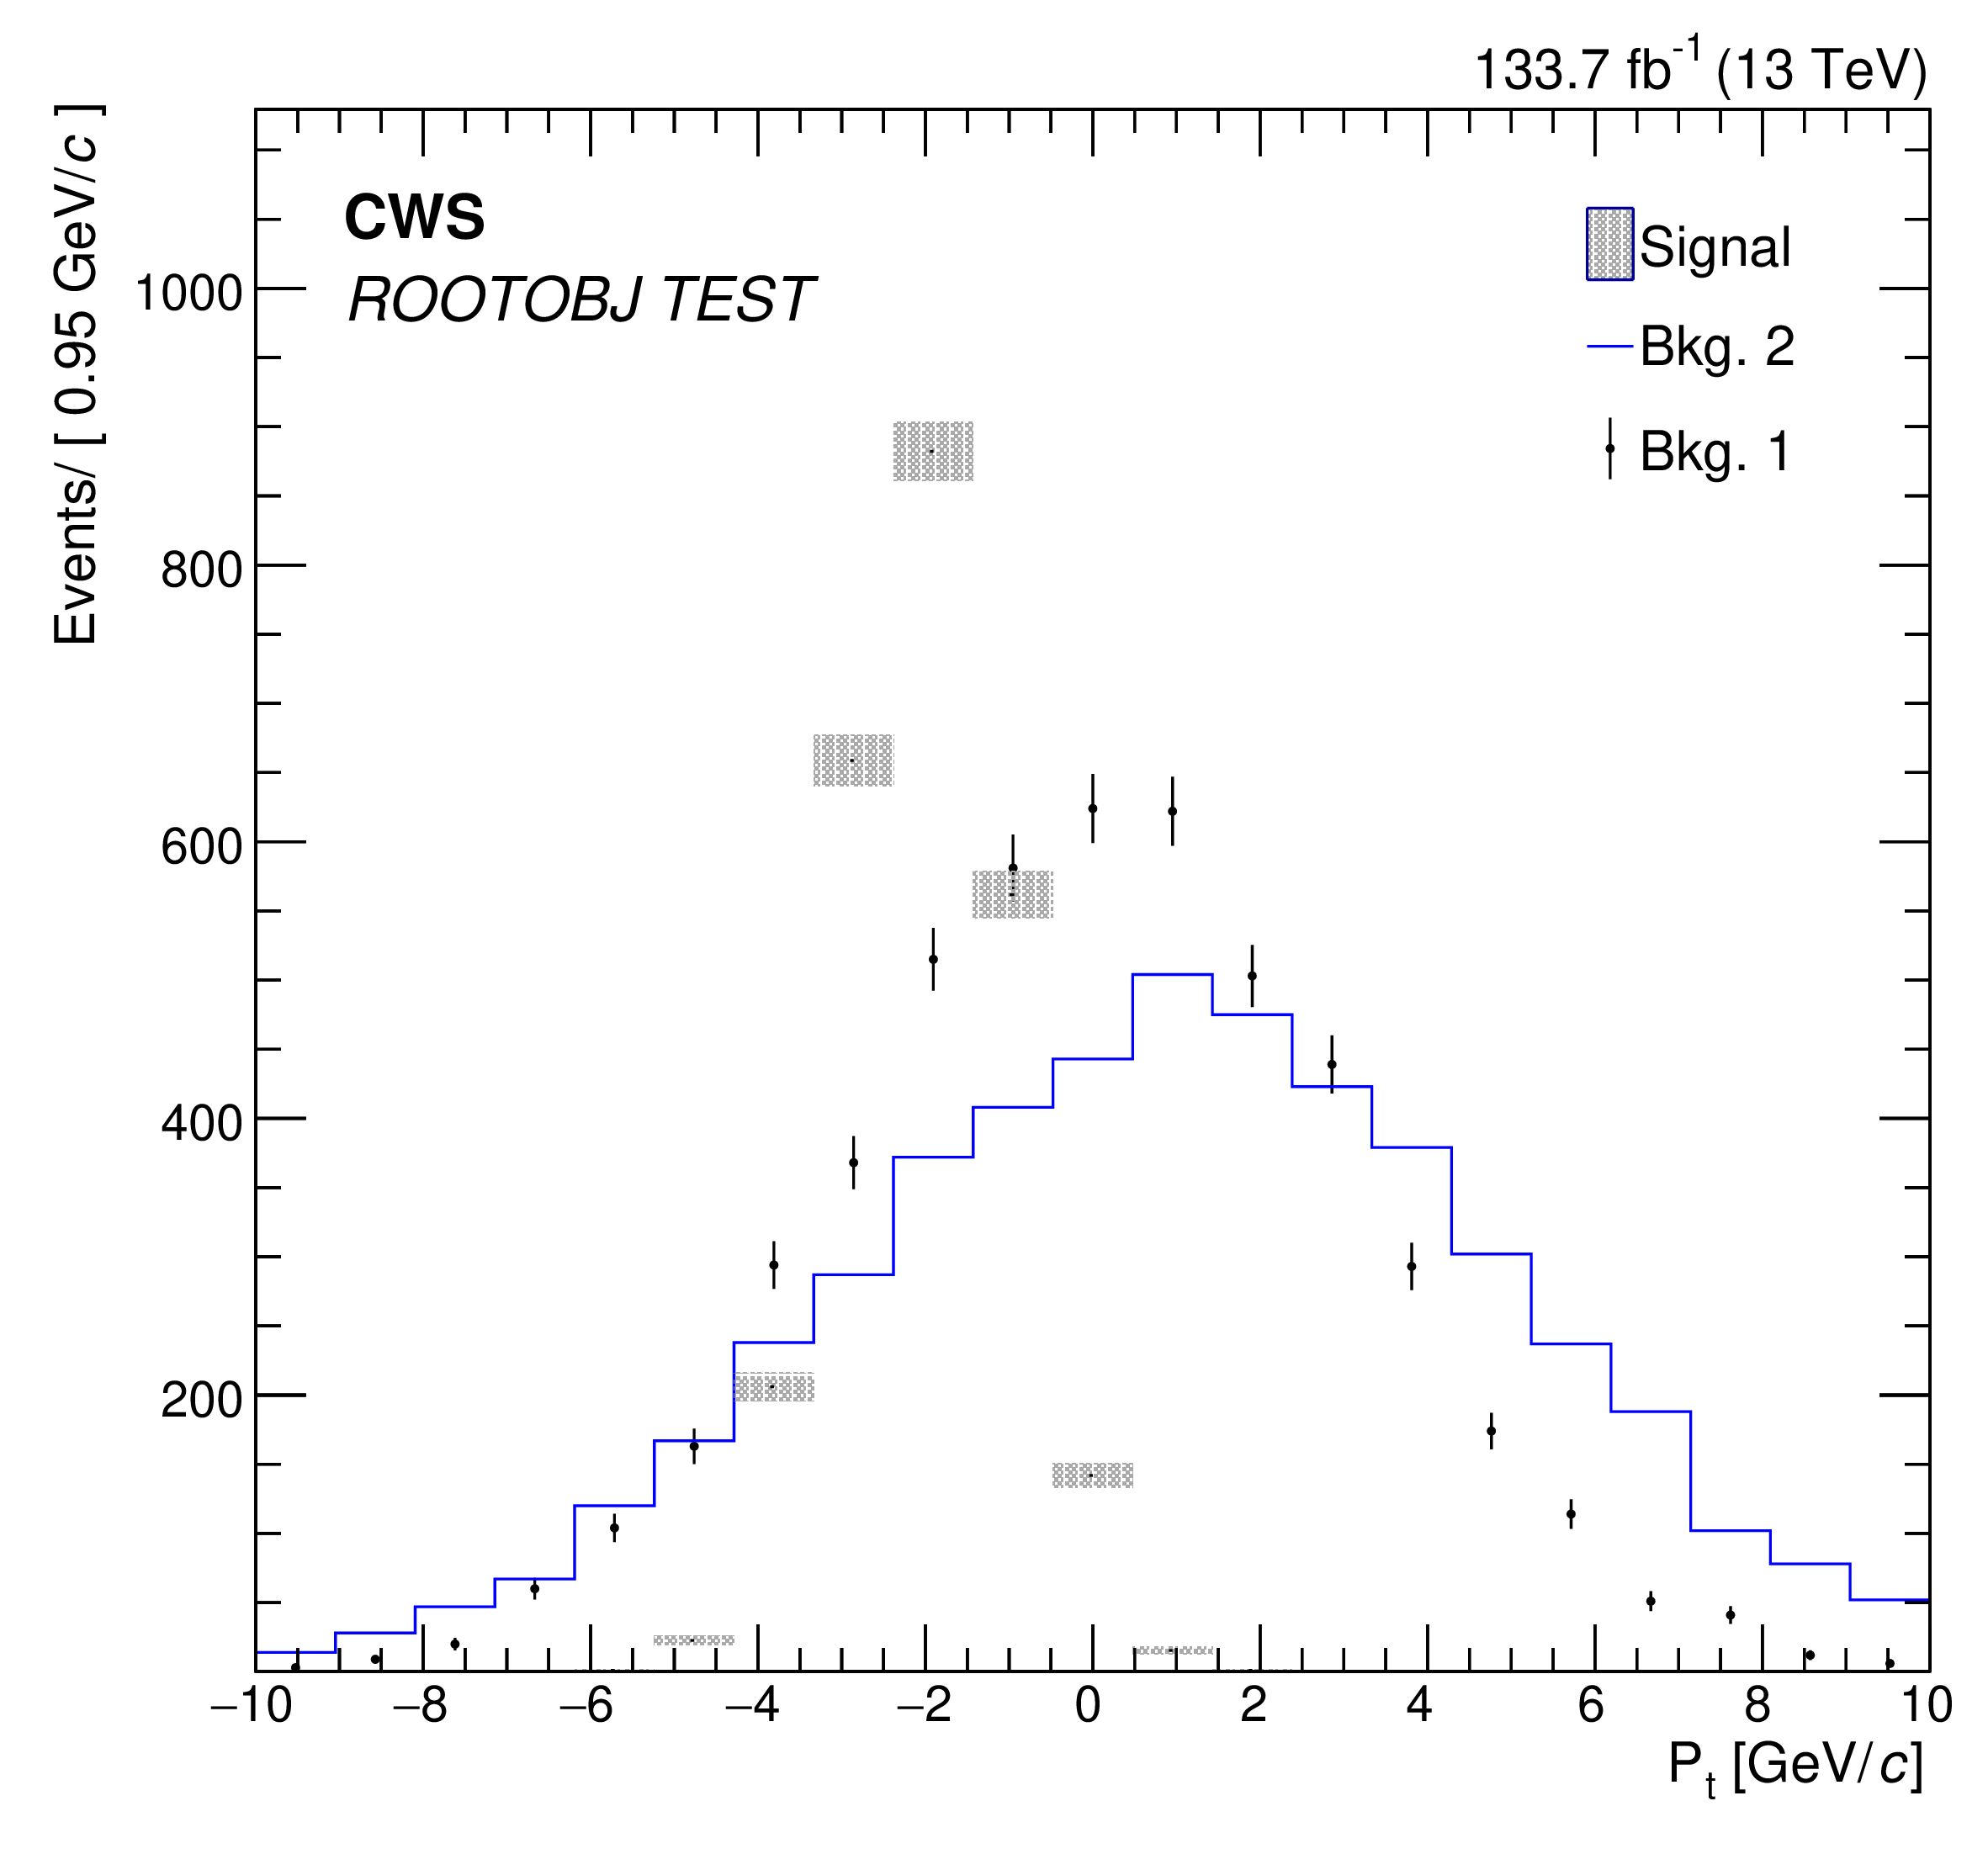 133.7 fb⁻¹ (13 TeV)
Events/ [ 0.95 GeV/c ]
CWS
ROOTOBJ TEST
Signal
Bkg. 2
Bkg. 1
1000
800
600
400
200
−10 −8 −6 −4 −2 0 2 4 6 8 10
Pₜ [GeV/c]